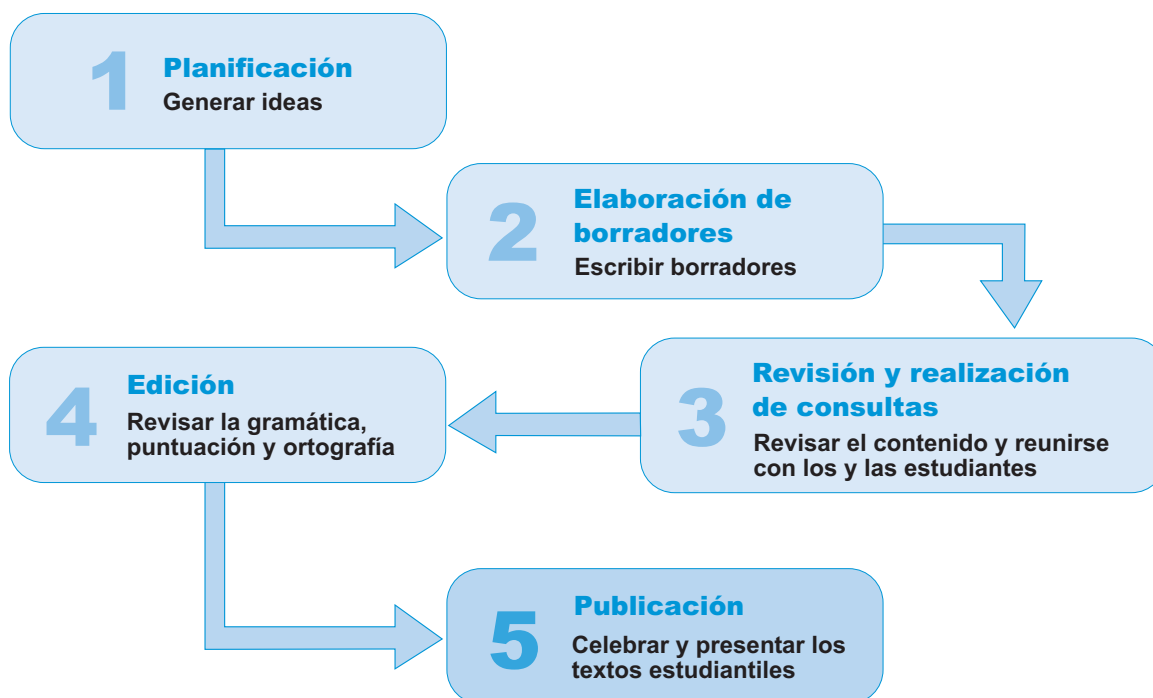 1
Planificación
Generar ideas
2
Elaboración de
borradores
Escribir borradores
3
Revisión y realización
de consultas
Revisar el contenido y reunirse
con los y las estudiantes
4
Edición
Revisar la gramática,
puntuación y ortografía
5
Publicación
Celebrar y presentar los
textos estudiantiles